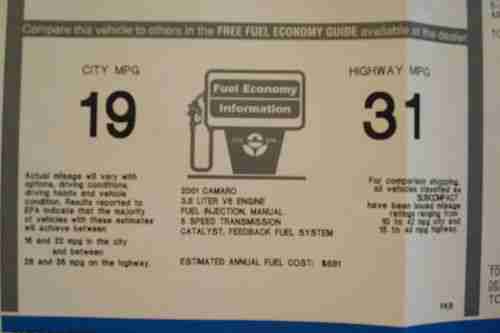 Compare this vehicle to others in the FREE FUEL ECONOMY GUIDE available at the dealer
CITY MPG
19
Fuel Economy
Information
HIGHWAY MPG
31
Actual mileage will vary with
options, driving conditions,
driving habits and vehicle
condition. Results reported to
EPA indicate that the majority
of vehicles with these estimates
will achieve between
16 and 22 mpg in the city
and between
26 and 36 mpg on the highway.
2001 CAMARO
3.8 LITER V6 ENGINE
FUEL INJECTION, MANUAL
5 SPEED TRANSMISSION
CATALYST, FEEDBACK FUEL SYSTEM
ESTIMATED ANNUAL FUEL COST: $691
For comparison shopping,
all vehicles classified as
SUBCOMPACT
have been issued mileage
ratings ranging from
10 to 42 mpg city and
15 to 49 mpg highway.